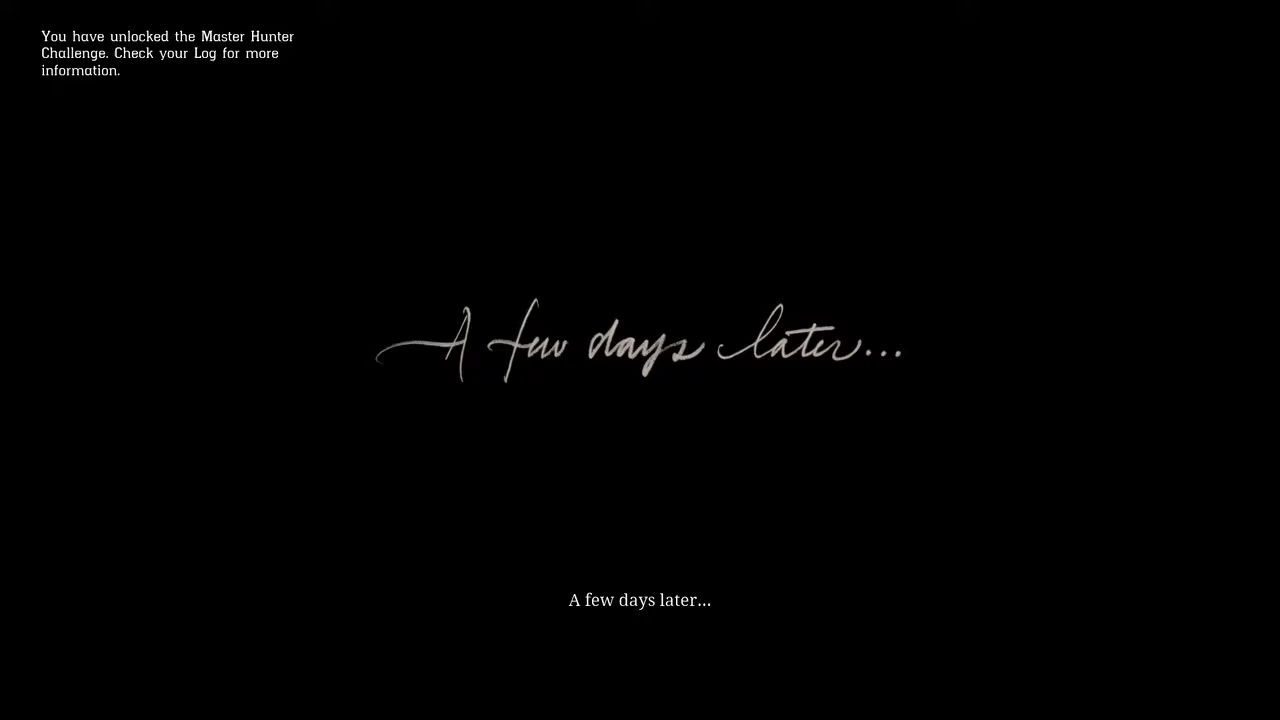 You have unlocked the Master Hunter
Challenge. Check your Log for more
information.
A few days later...
A few days later...